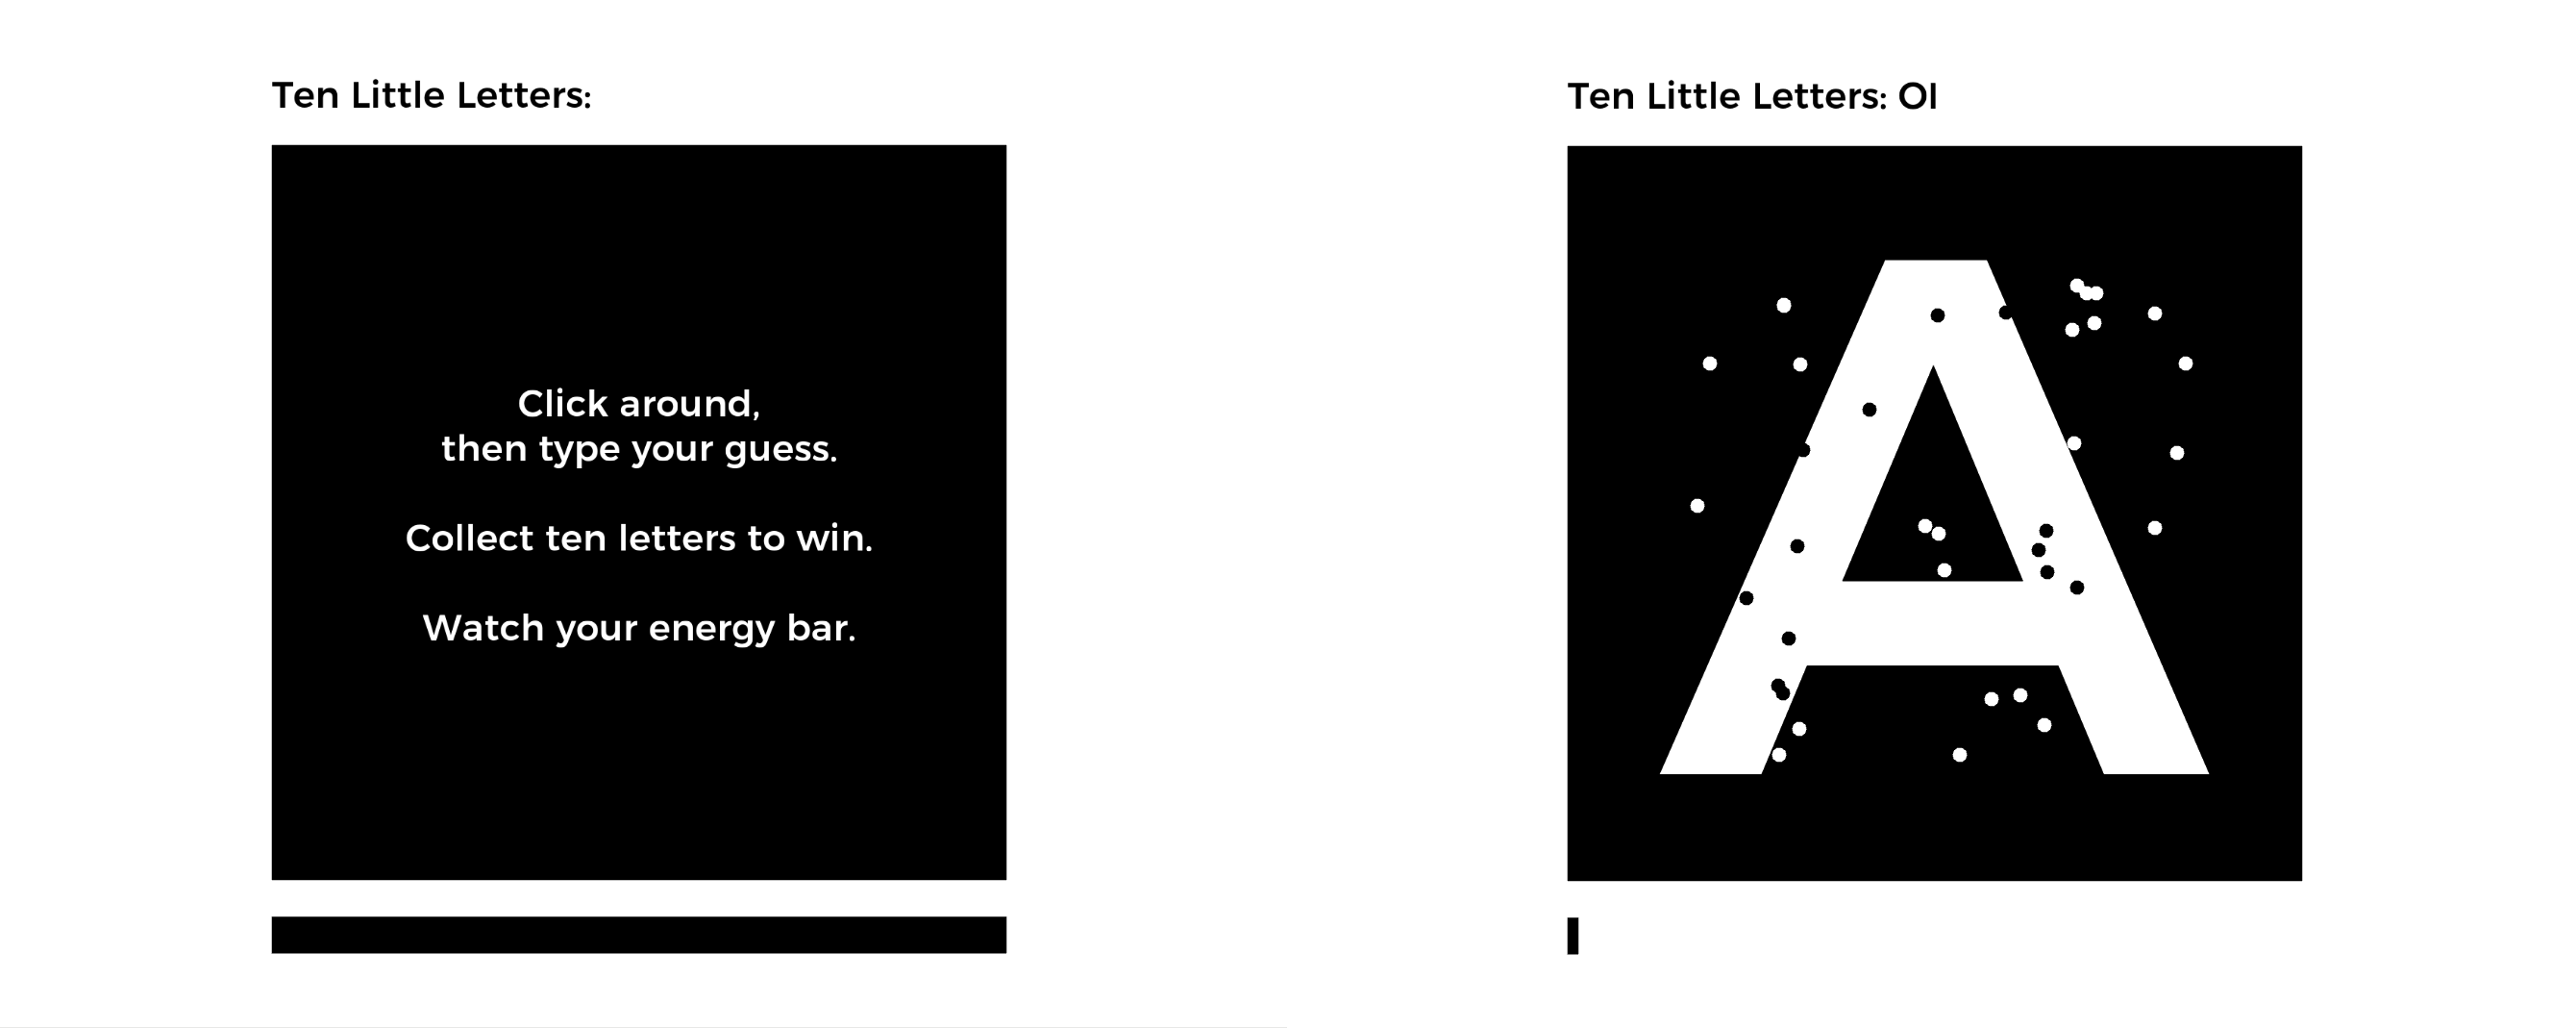 Ten Little Letters:
Click around,
then type your guess.
Collect ten letters to win.
Watch your energy bar.
Ten Little Letters: OI
A